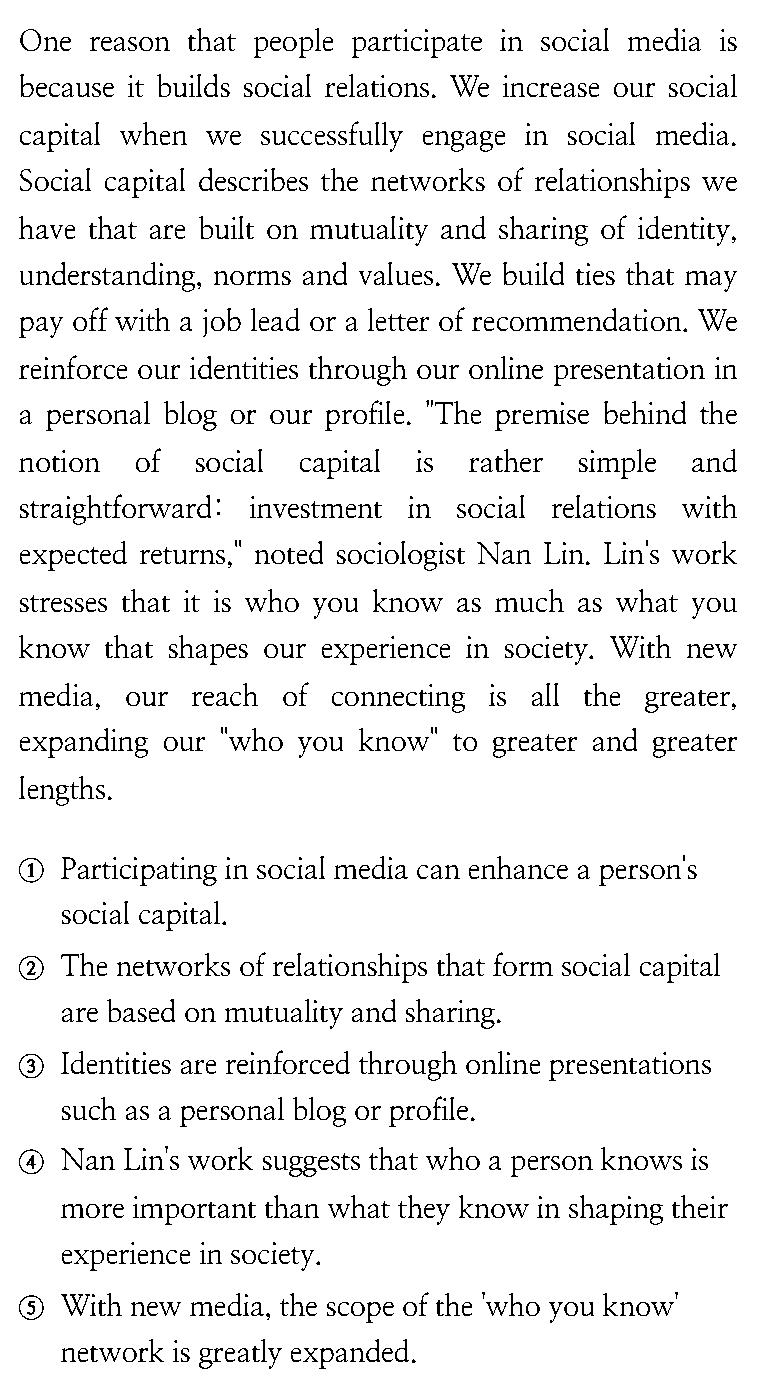 One reason that people participate in social media is
because it builds social relations. We increase our social
capital when we successfully engage in social media.
Social capital describes the networks of relationships we
have that are built on mutuality and sharing of identity,
understanding, norms and values. We build ties that may
pay off with a job lead or a letter of recommendation. We
reinforce our identities through our online presentation in
a personal blog or our profile. "The premise behind the
notion of social capital is rather simple and
straightforward: investment in social relations with
expected returns," noted sociologist Nan Lin. Lin's work
stresses that it is who you know as much as what you
know that shapes our experience in society. With new
media, our reach of connecting is all the greater,
expanding our "who you know" to greater and greater
lengths.
① Participating in social media can enhance a person's
social capital.
② The networks of relationships that form social capital
are based on mutuality and sharing.
③ Identities are reinforced through online presentations
such as a personal blog or profile.
④ Nan Lin's work suggests that who a person knows is
more important than what they know in shaping their
experience in society.
⑤ With new media, the scope of the 'who you know'
network is greatly expanded.